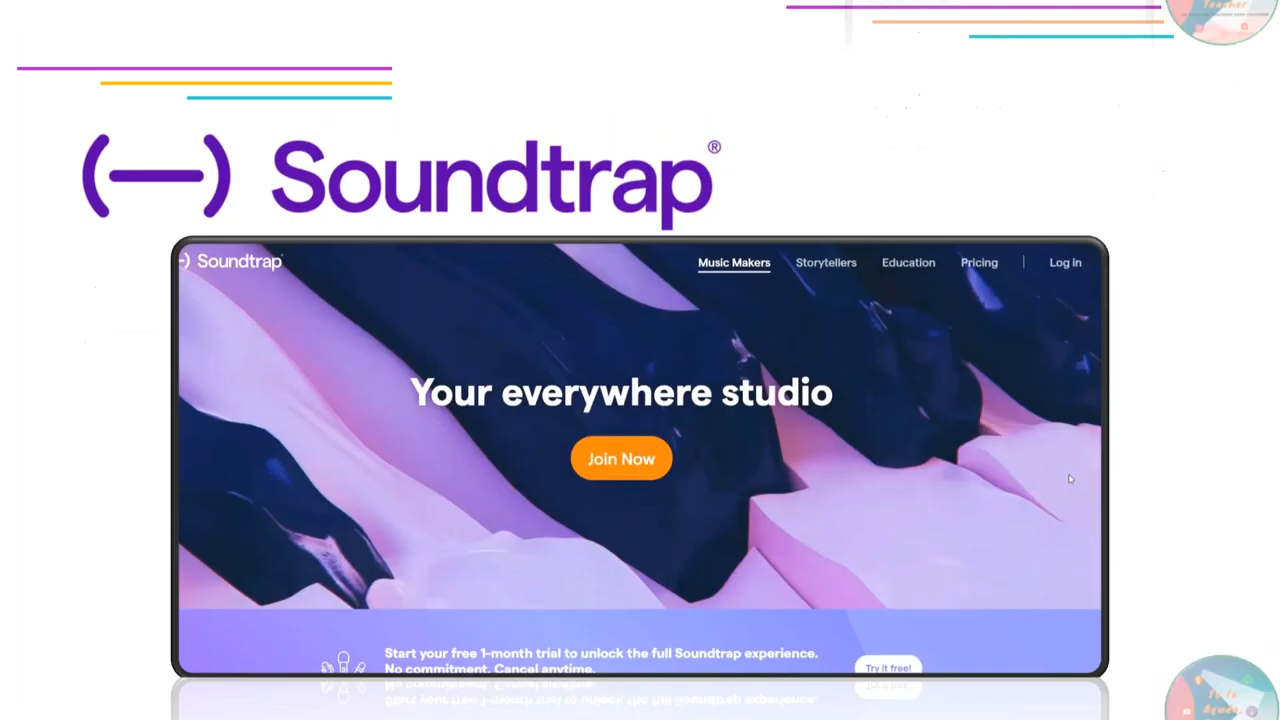 Teacher
Soundtrap®
Soundtrap
Music Makers
Storytellers
Education
Pricing
Log in
Your everywhere studio
Join Now
Start your free 1-month trial to unlock the full Soundtrap experience.
No commitment. Cancel anytime.
Try it free!